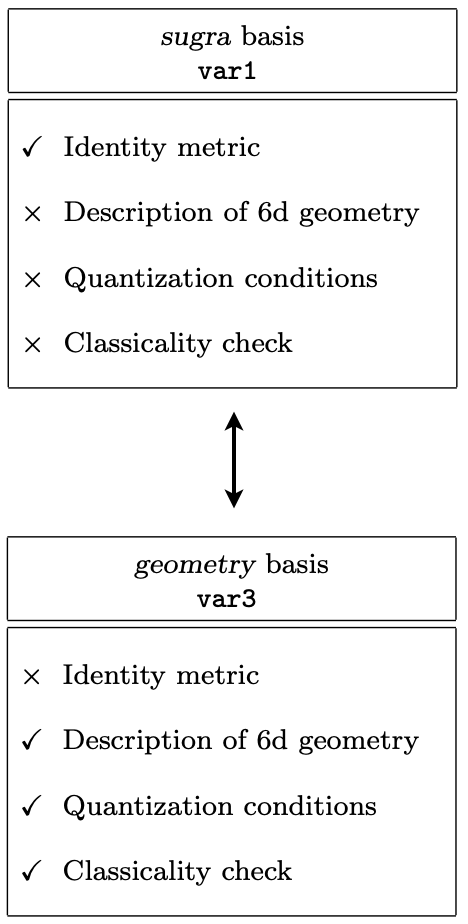 sugra basis
var1
✓ Identity metric
× Description of 6d geometry
× Quantization conditions
× Classicality check
geometry basis
var3
× Identity metric
✓ Description of 6d geometry
✓ Quantization conditions
✓ Classicality check